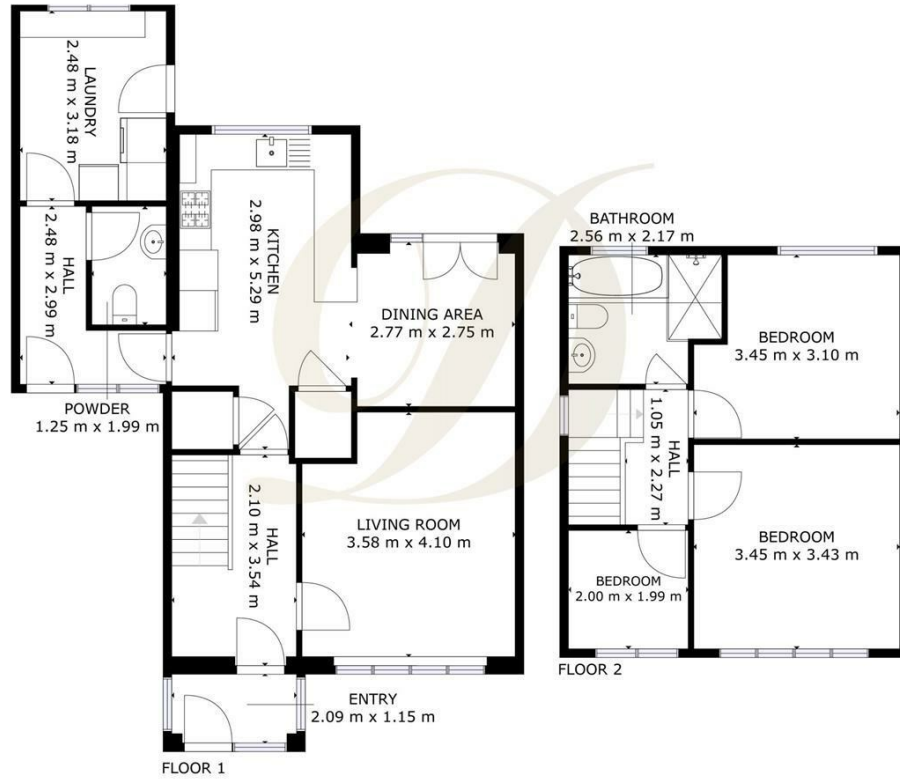 LAUNDRY
2.48 m x 3.18 m
HALL
2.48 m x 2.99 m
POWDER
1.25 m x 1.99 m
KITCHEN
2.98 m x 5.29 m
DINING AREA
2.77 m x 2.75 m
HALL
2.10 m x 3.54 m
LIVING ROOM
3.58 m x 4.10 m
ENTRY
2.09 m x 1.15 m
FLOOR 1
BATHROOM
2.56 m x 2.17 m
BEDROOM
3.45 m x 3.10 m
HALL
1.05 m x 2.27 m
BEDROOM
3.45 m x 3.43 m
BEDROOM
2.00 m x 1.99 m
FLOOR 2
D